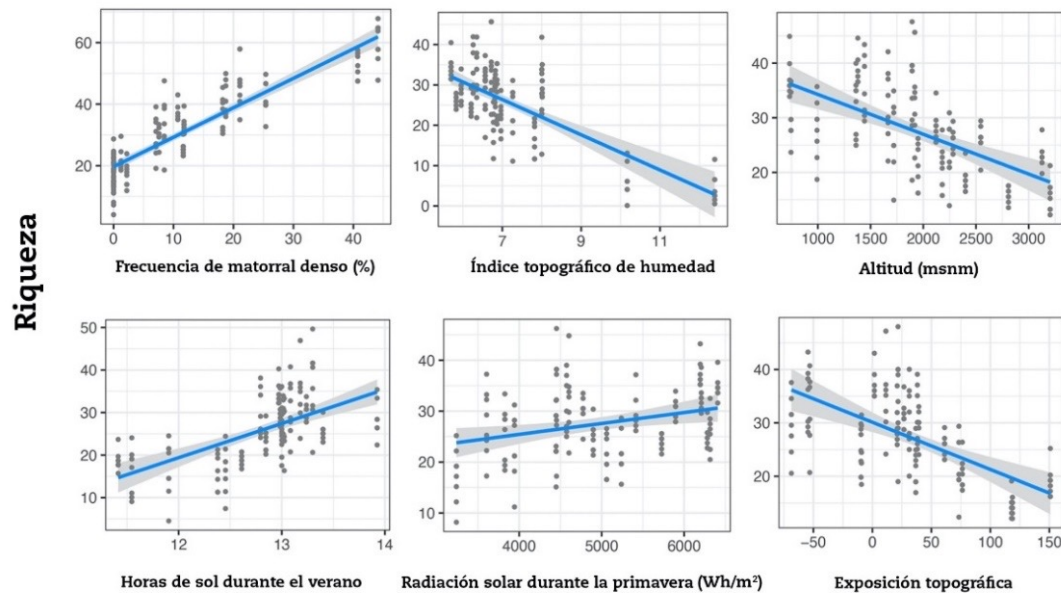 Riqueza
60
40
20
0 10 20 30 40
Frecuencia de matorral denso (%)
40
30
20
10
0
7 9 11
Índice topográfico de humedad
40
30
20
1000 1500 2000 2500 3000
Altitud (msnm)
50
40
30
20
10
12 13 14
Horas de sol durante el verano
40
30
20
10
4000 5000 6000
Radiación solar durante la primavera (Wh/m²)
40
30
20
−50 0 50 100 150
Exposición topográfica